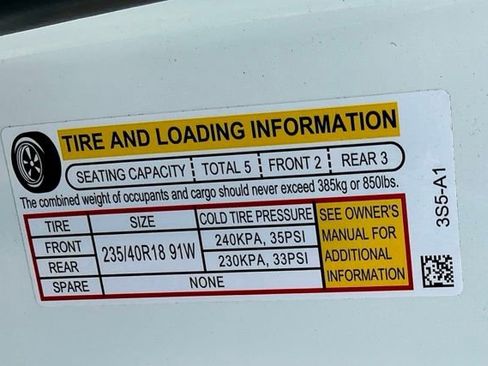 TIRE AND LOADING INFORMATION
SEATING CAPACITY TOTAL 5 FRONT 2 REAR 3
The combined weight of occupants and cargo should never exceed 385kg or 850lbs.
TIRE SIZE COLD TIRE PRESSURE
FRONT 235/40R18 91W 240KPA, 35PSI
REAR 230KPA, 33PSI
SPARE NONE
SEE OWNER'S
MANUAL FOR
ADDITIONAL
INFORMATION
3S5-A1